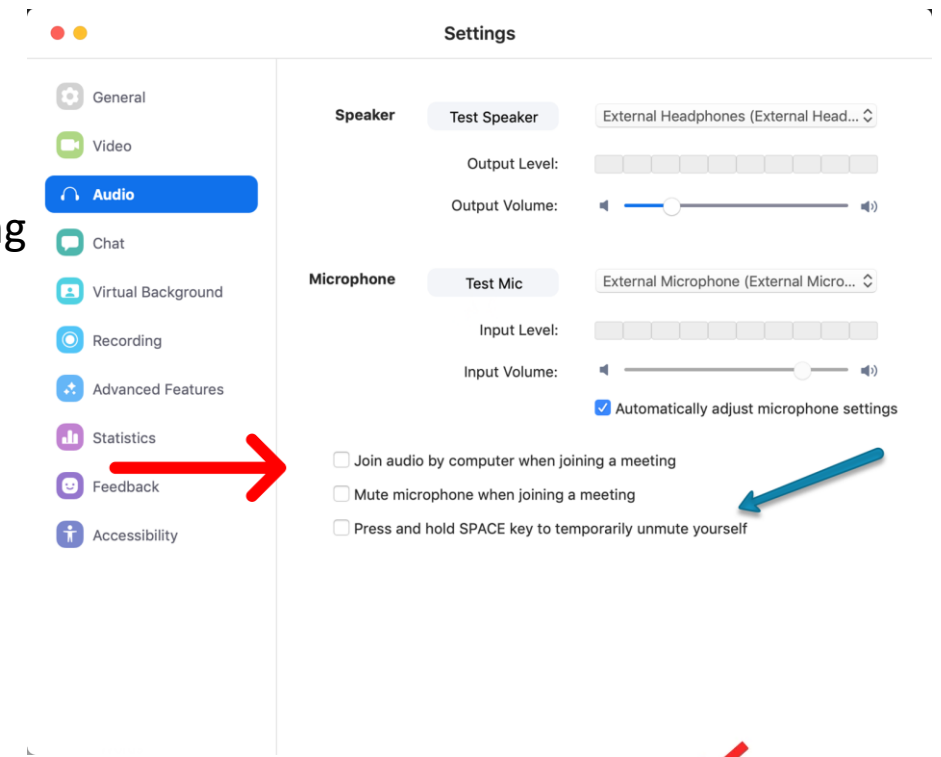 Settings
General
Video
Audio
g
Chat
Virtual Background
Recording
Advanced Features
Statistics
Feedback
Accessibility
Speaker Test Speaker External Headphones (External Head...
Output Level:
Output Volume:
Microphone Test Mic External Microphone (External Micro...
Input Level:
Input Volume:
Automatically adjust microphone settings
Join audio by computer when joining a meeting
Mute microphone when joining a meeting
Press and hold SPACE key to temporarily unmute yourself